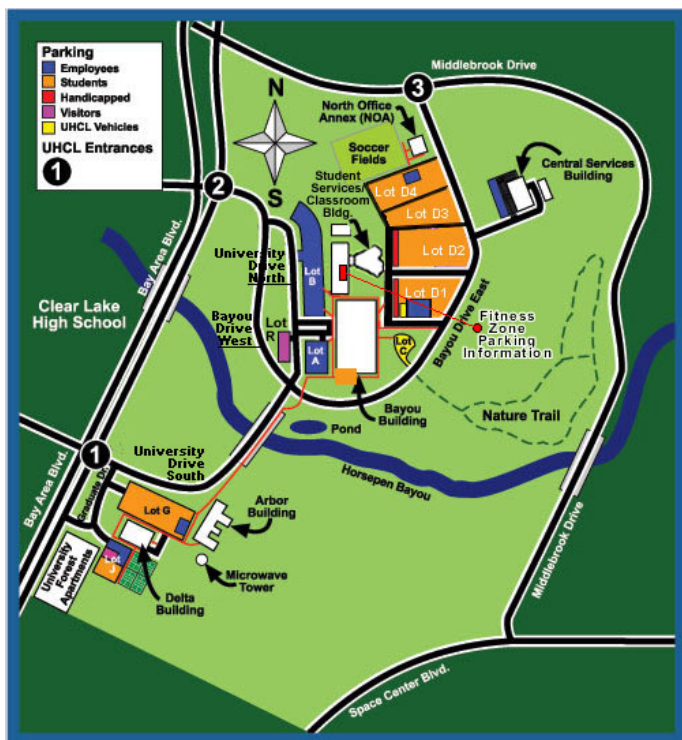 Parking
Employees
Students
Handicapped
Visitors
UHCL Vehicles
UHCL Entrances
1
Middlebrook Drive
3
N
S
North Office
Annex (NOA)
Soccer
Fields
Central Services
Building
Student
Services/
Classroom
Bldg.
Lot D4
Lot D3
Lot D2
Lot D1
2
Bay Area Blvd.
University
Drive
North
Lot
B
Clear Lake
High School
Bayou
Drive
West
Lot
R
Lot
A
Lot
C
Bayou Drive East
Fitness
Zone
Parking
Information
Bayou
Building
Nature Trail
Pond
Horsepen Bayou
1
University
Drive
South
Bay Area Blvd.
Graduate Dr.
Lot G
Arbor
Building
Middlebrook Drive
University
Forest
Apartments
Lot
J
Microwave
Tower
Delta
Building
Space Center Blvd.